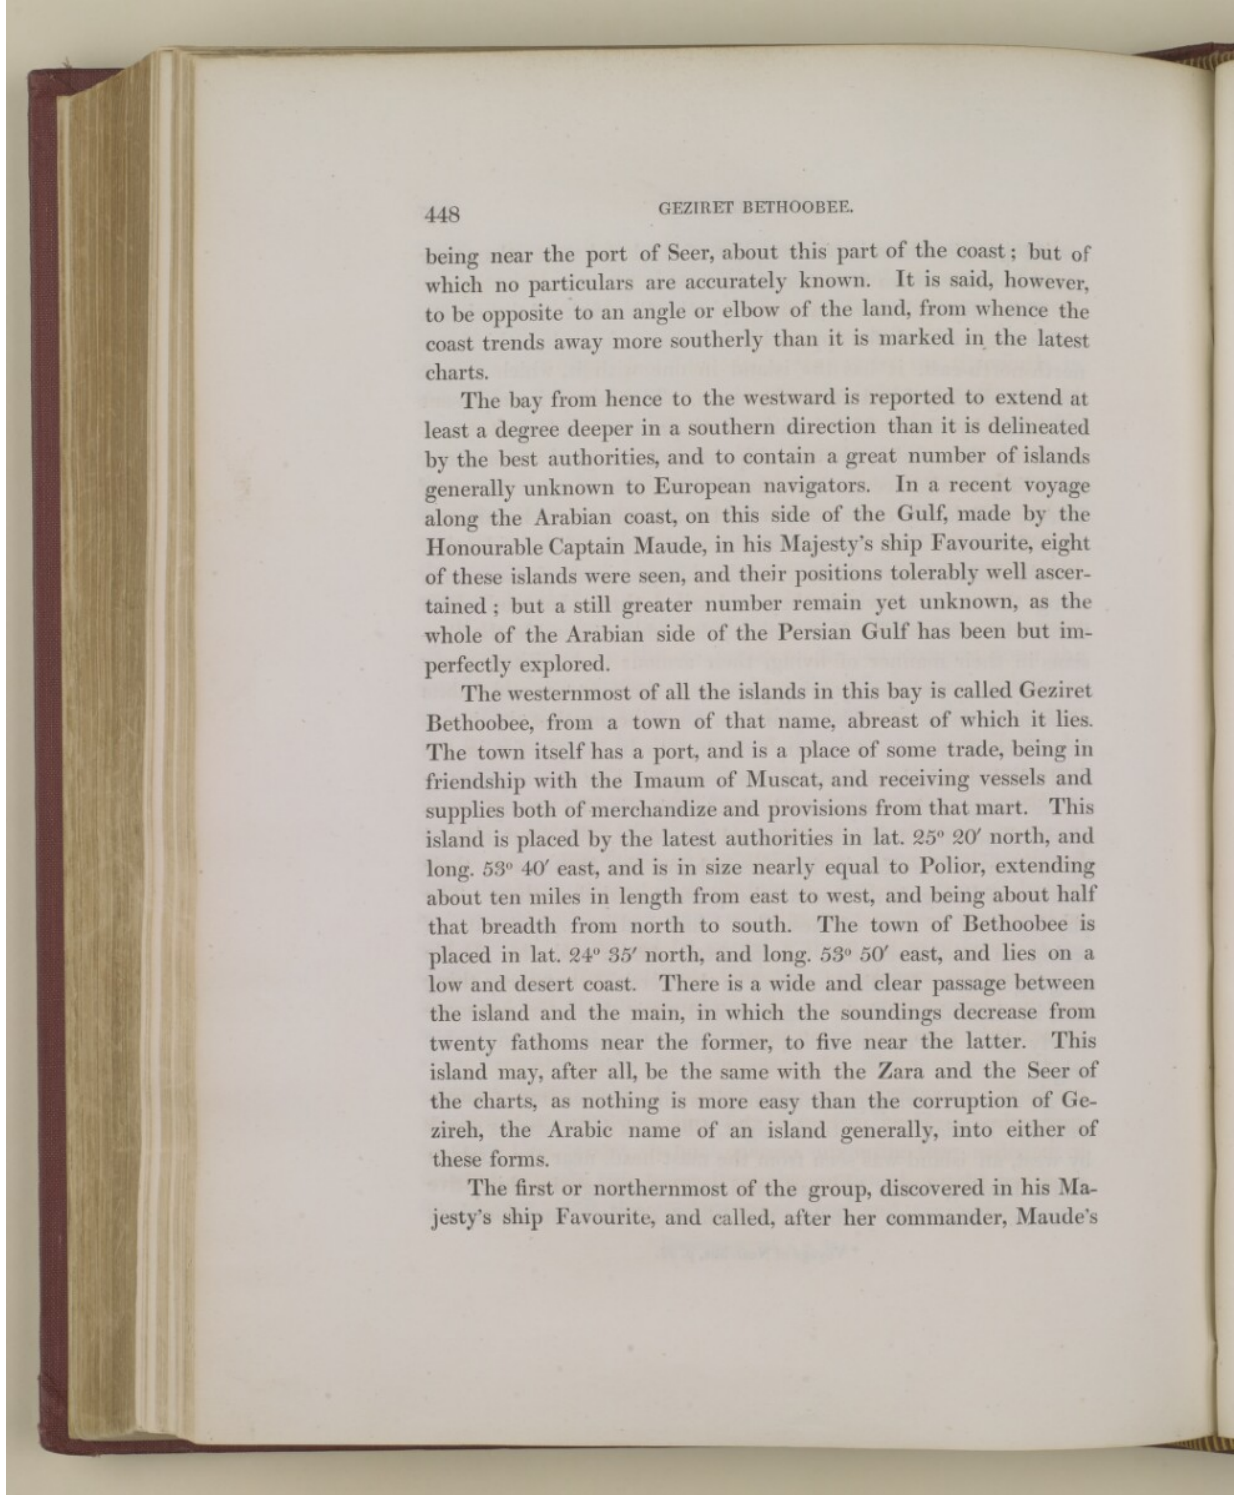 448
GEZIRET BETHOOBEE.
being near the port of Seer, about this part of the coast; but of
which no particulars are accurately known. It is said, however,
to be opposite to an angle or elbow of the land, from whence the
coast trends away more southerly than it is marked in the latest
charts.
The bay from hence to the westward is reported to extend at
least a degree deeper in a southern direction than it is delineated
by the best authorities, and to contain a great number of islands
generally unknown to European navigators. In a recent voyage
along the Arabian coast, on this side of the Gulf, made by the
Honourable Captain Maude, in his Majesty's ship Favourite, eight
of these islands were seen, and their positions tolerably well ascer-
tained; but a still greater number remain yet unknown, as the
whole of the Arabian side of the Persian Gulf has been but im-
perfectly explored.
The westernmost of all the islands in this bay is called Geziret
Bethoobee, from a town of that name, abreast of which it lies.
The town itself has a port, and is a place of some trade, being in
friendship with the Imaum of Muscat, and receiving vessels and
supplies both of merchandize and provisions from that mart. This
island is placed by the latest authorities in lat. 25° 20′ north, and
long. 53° 40′ east, and is in size nearly equal to Polior, extending
about ten miles in length from east to west, and being about half
that breadth from north to south. The town of Bethoobee is
placed in lat. 24° 35′ north, and long. 53° 50′ east, and lies on a
low and desert coast. There is a wide and clear passage between
the island and the main, in which the soundings decrease from
twenty fathoms near the former, to five near the latter. This
island may, after all, be the same with the Zara and the Seer of
the charts, as nothing is more easy than the corruption of Ge-
zireh, the Arabic name of an island generally, into either of
these forms.
The first or northernmost of the group, discovered in his Ma-
jesty's ship Favourite, and called, after her commander, Maude's